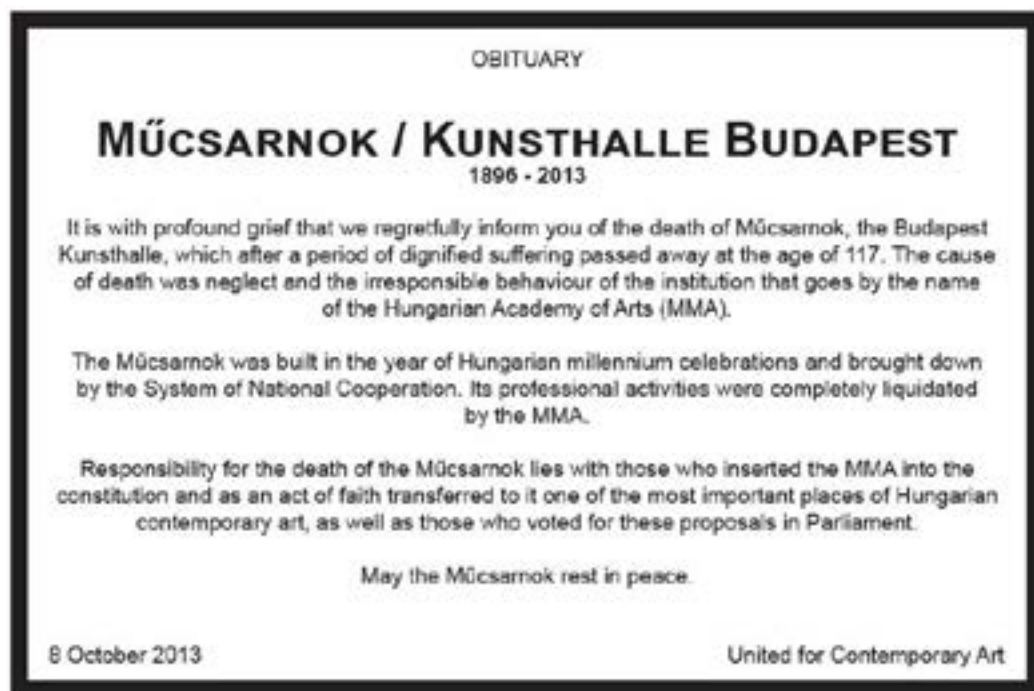 OBITUARY
MŰCSARNOK / KUNSTHALLE BUDAPEST
1896 - 2013
It is with profound grief that we regretfully inform you of the death of Műcsarnok, the Budapest
Kunsthalle, which after a period of dignified suffering passed away at the age of 117. The cause
of death was neglect and the irresponsible behaviour of the institution that goes by the name
of the Hungarian Academy of Arts (MMA).
The Műcsarnok was built in the year of Hungarian millennium celebrations and brought down
by the System of National Cooperation. Its professional activities were completely liquidated
by the MMA.
Responsibility for the death of the Műcsarnok lies with those who inserted the MMA into the
constitution and as an act of faith transferred to it one of the most important places of Hungarian
contemporary art, as well as those who voted for these proposals in Parliament.
May the Műcsarnok rest in peace.
8 October 2013
United for Contemporary Art